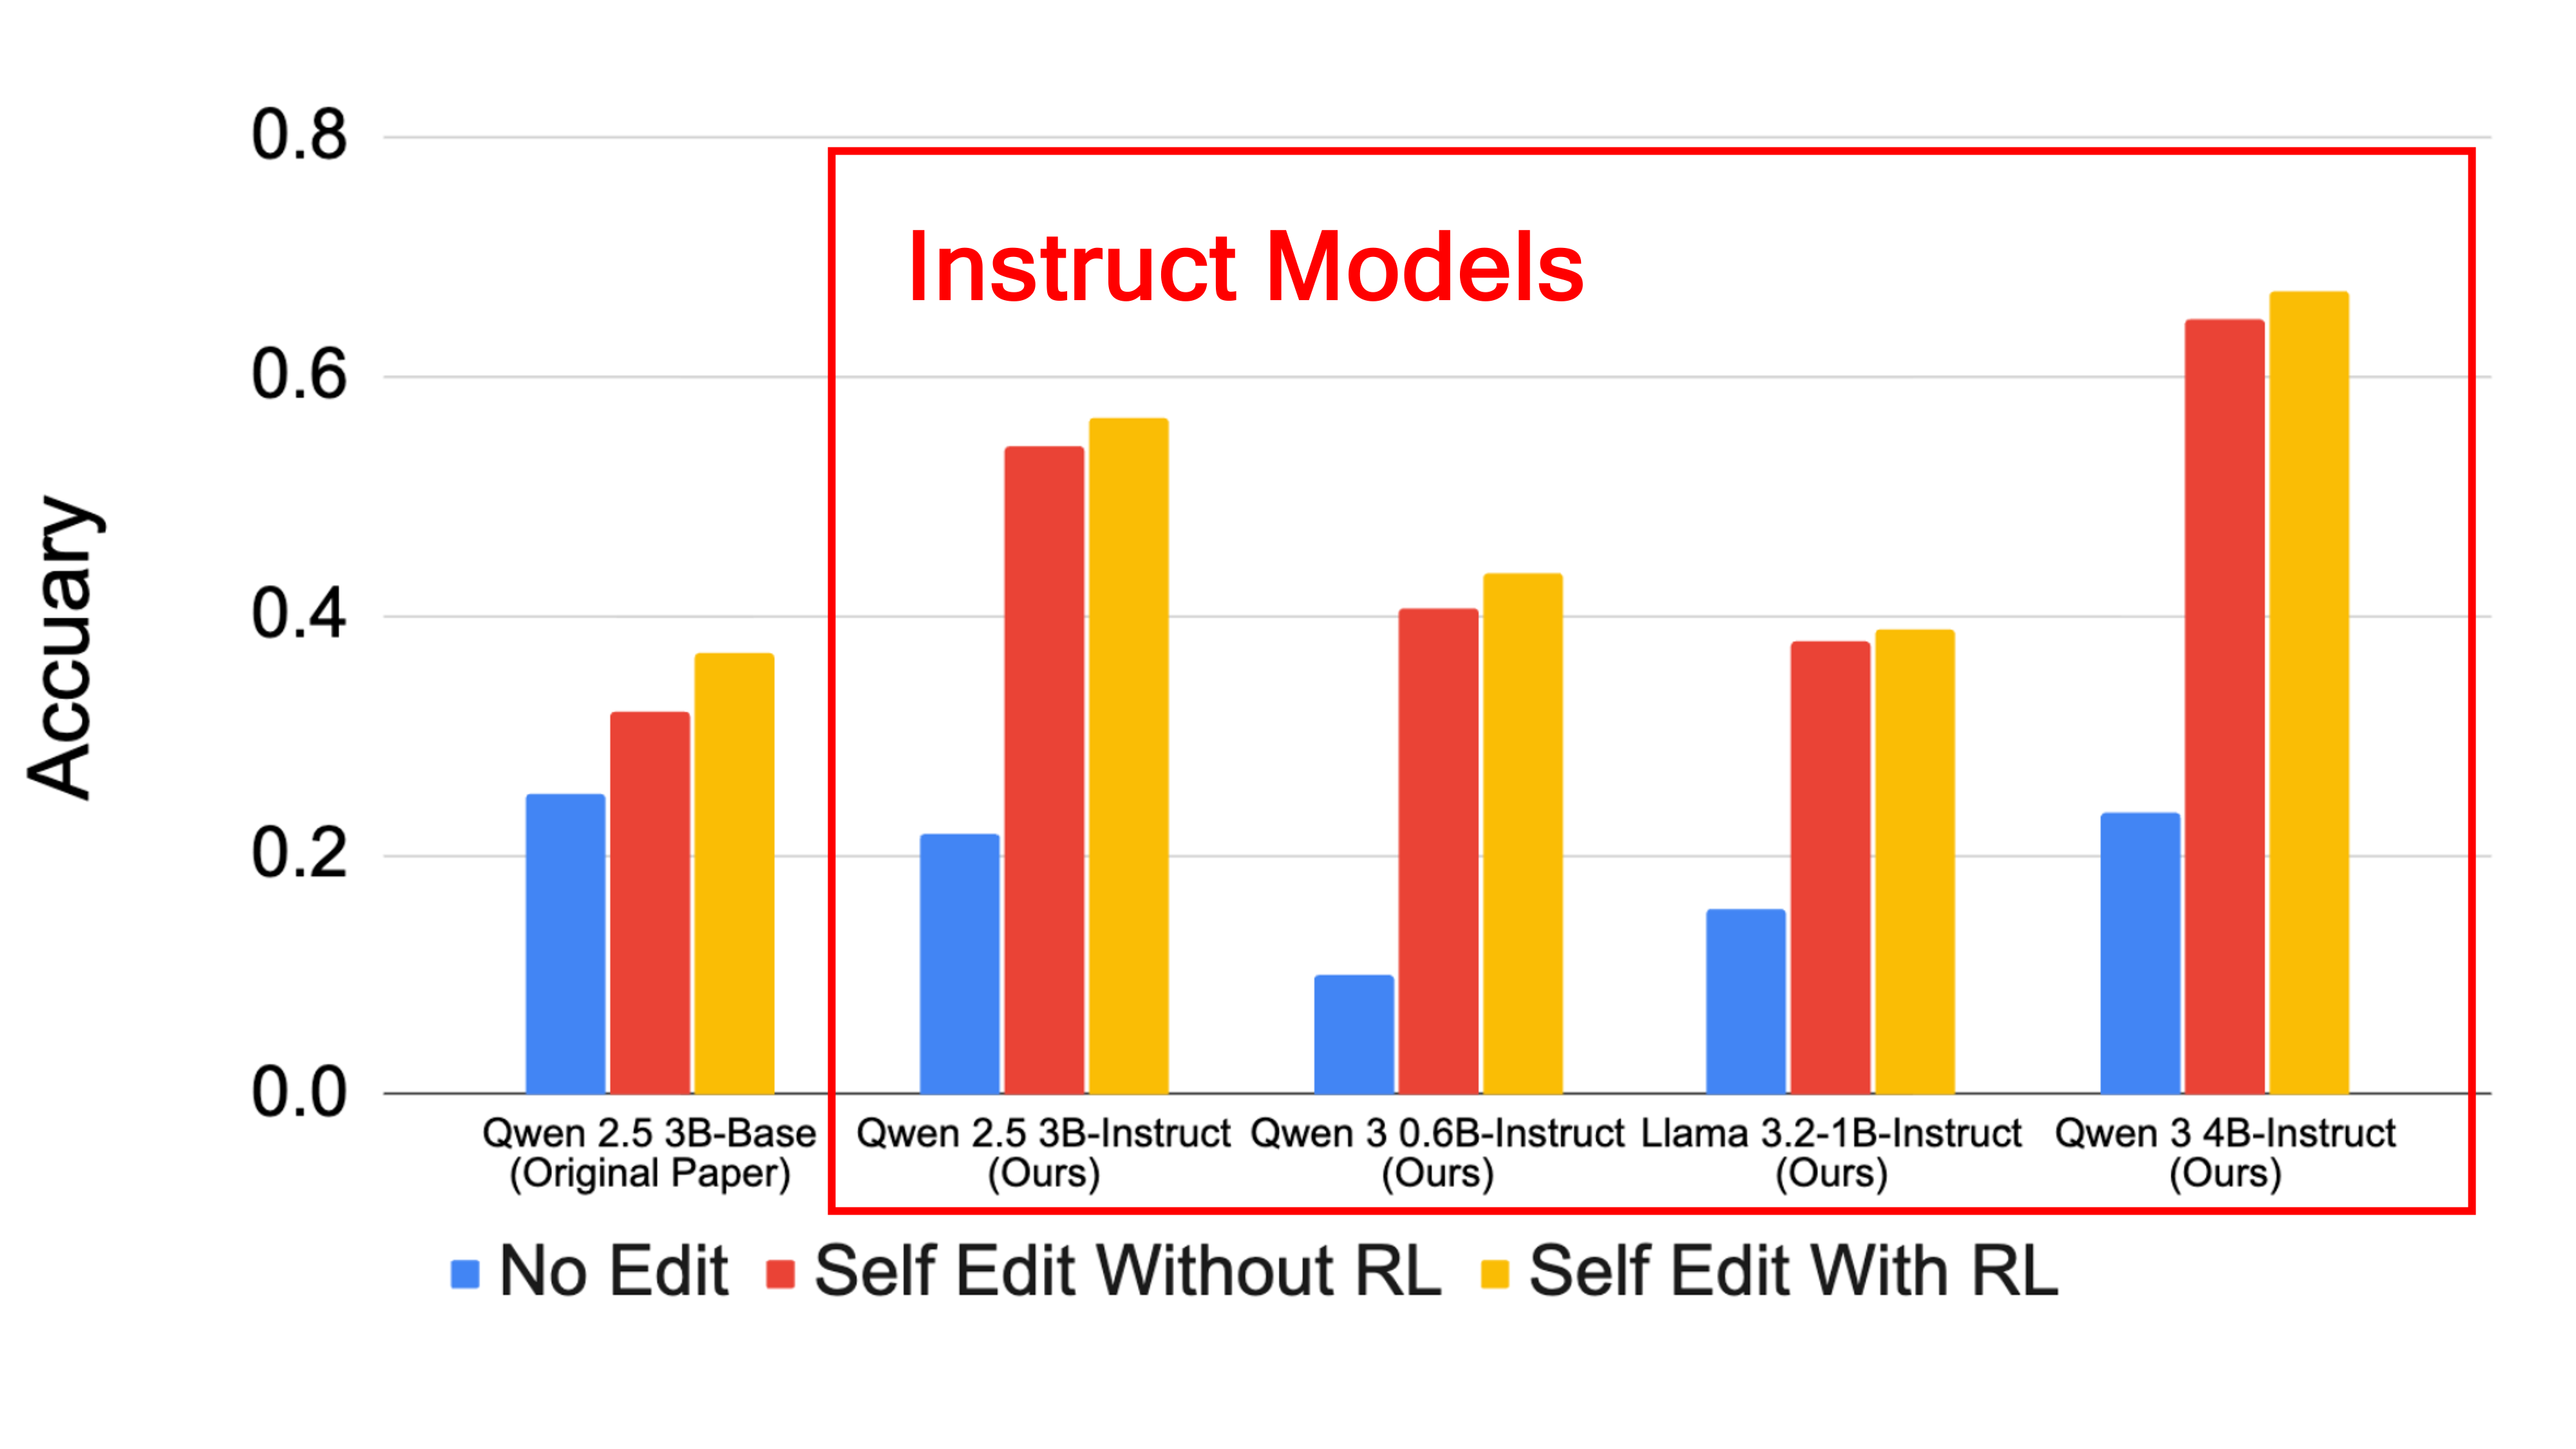 0.8
Instruct Models
0.6
0.4
0.2
0.0
Accuary
Qwen 2.5 3B-Base
(Original Paper)
Qwen 2.5 3B-Instruct
(Ours)
Qwen 3 0.6B-Instruct
(Ours)
Llama 3.2-1B-Instruct
(Ours)
Qwen 3 4B-Instruct
(Ours)
No Edit
Self Edit Without RL
Self Edit With RL